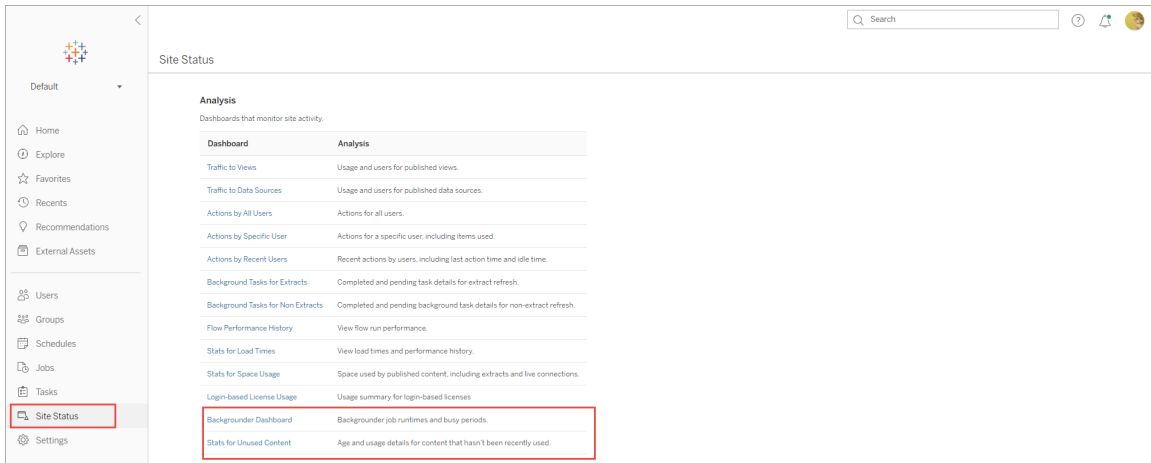 Search
Site Status
Default
Home
Explore
Favorites
Recents
Recommendations
External Assets
Users
Groups
Schedules
Jobs
Tasks
Site Status
Settings
Analysis
Dashboards that monitor site activity.
Dashboard Analysis
Traffic to Views Usage and users for published views.
Traffic to Data Sources Usage and users for published data sources.
Actions by All Users Actions for all users.
Actions by Specific User Actions for a specific user, including items used.
Actions by Recent Users Recent actions by users, including last action time and idle time.
Background Tasks for Extracts Completed and pending task details for extract refresh.
Background Tasks for Non Extracts Completed and pending background task details for non-extract refresh.
Flow Performance History View flow run performance.
Stats for Load Times View load times and performance history.
Stats for Space Usage Space used by published content, including extracts and live connections.
Login-based License Usage Usage summary for login-based licenses
Backgrounder Dashboard Backgrounder job runtimes and busy periods.
Stats for Unused Content Age and usage details for content that hasn't been recently used.